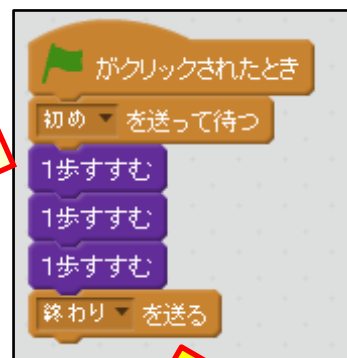 がクリックされたとき
初め を送って待つ
1歩すすむ
1歩すすむ
1歩すすむ
終わり を送る